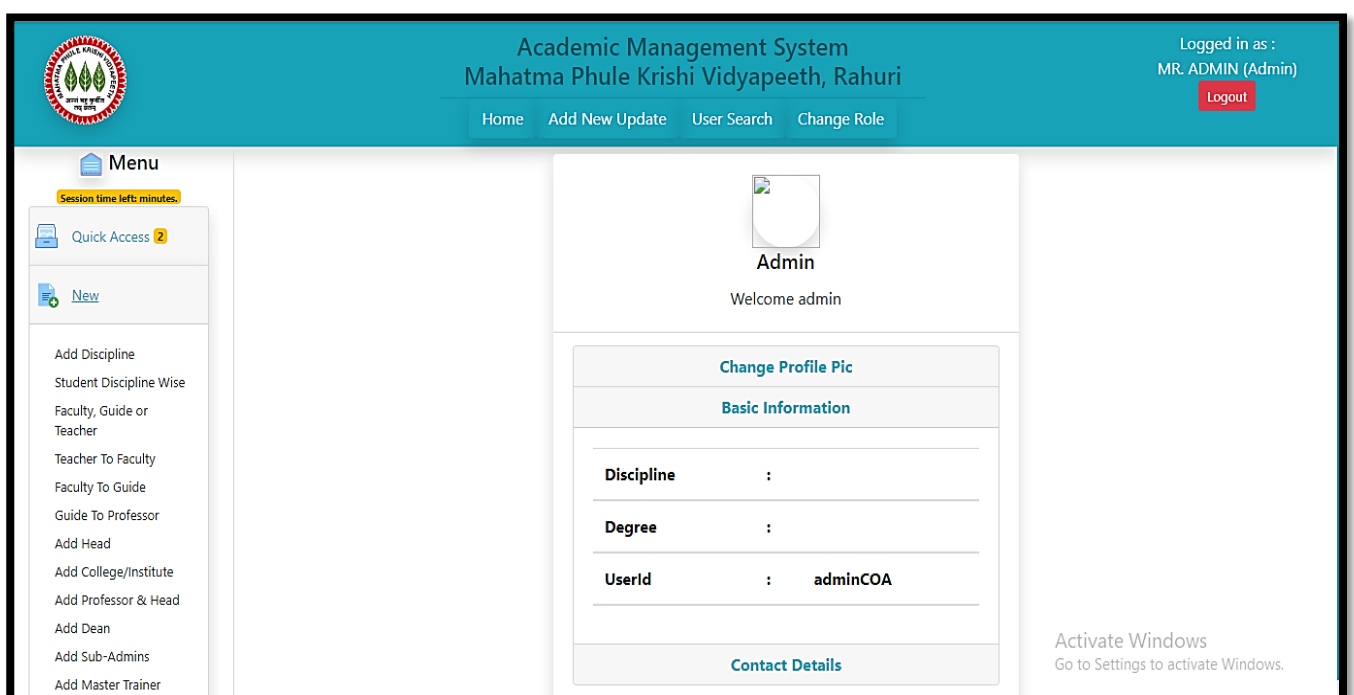 MAHATMA PHULE KRISHI VIDYAPEETH
Academic Management System
Mahatma Phule Krishi Vidyapeeth, Rahuri
Home Add New Update User Search Change Role
Logged in as :
MR. ADMIN (Admin)
Logout
Menu
Session time left: minutes.
Quick Access 2
New
Add Discipline
Student Discipline Wise
Faculty, Guide or
Teacher
Teacher To Faculty
Faculty To Guide
Guide To Professor
Add Head
Add College/Institute
Add Professor & Head
Add Dean
Add Sub-Admins
Add Master Trainer
Admin
Welcome admin
Change Profile Pic
Basic Information
Discipline :
Degree :
UserId : adminCOA
Contact Details
Activate Windows
Go to Settings to activate Windows.